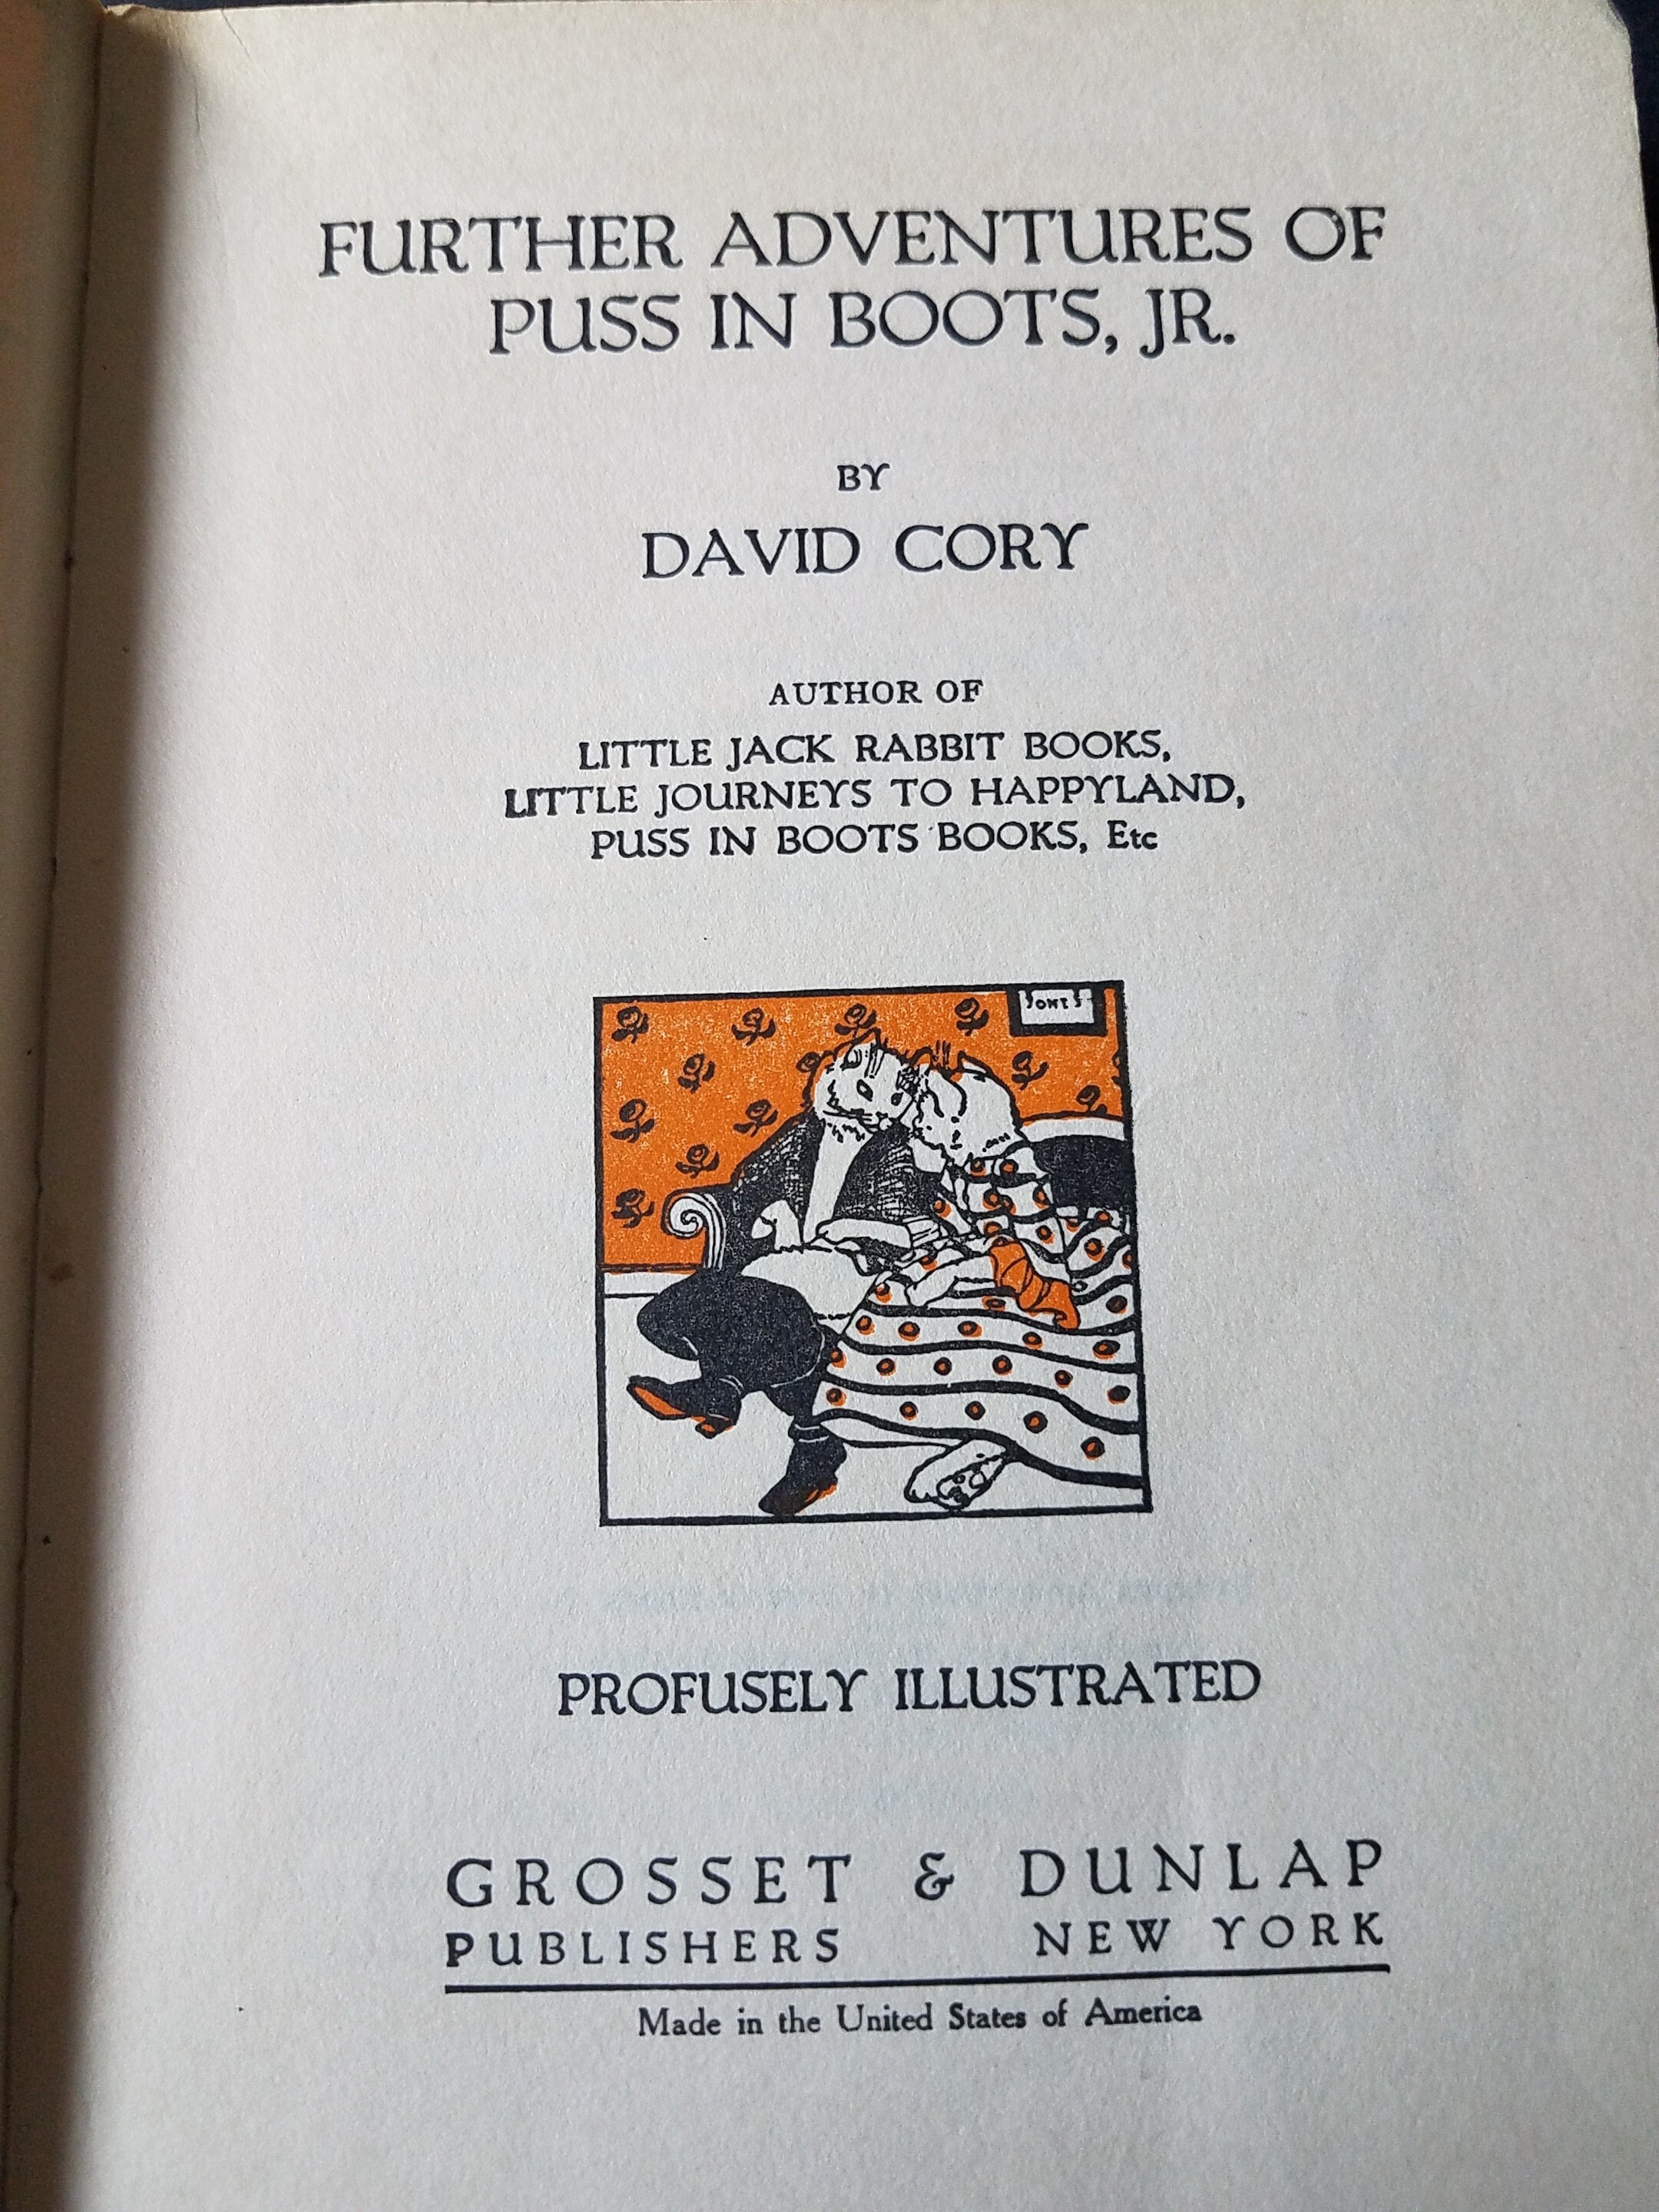 FURTHER ADVENTURES OF
PUSS IN BOOTS, JR.
BY
DAVID CORY
AUTHOR OF
LITTLE JACK RABBIT BOOKS,
LITTLE JOURNEYS TO HAPPYLAND,
PUSS IN BOOTS BOOKS, Etc
PROFUSELY ILLUSTRATED
GROSSET & DUNLAP
PUBLISHERS NEW YORK
Made in the United States of America